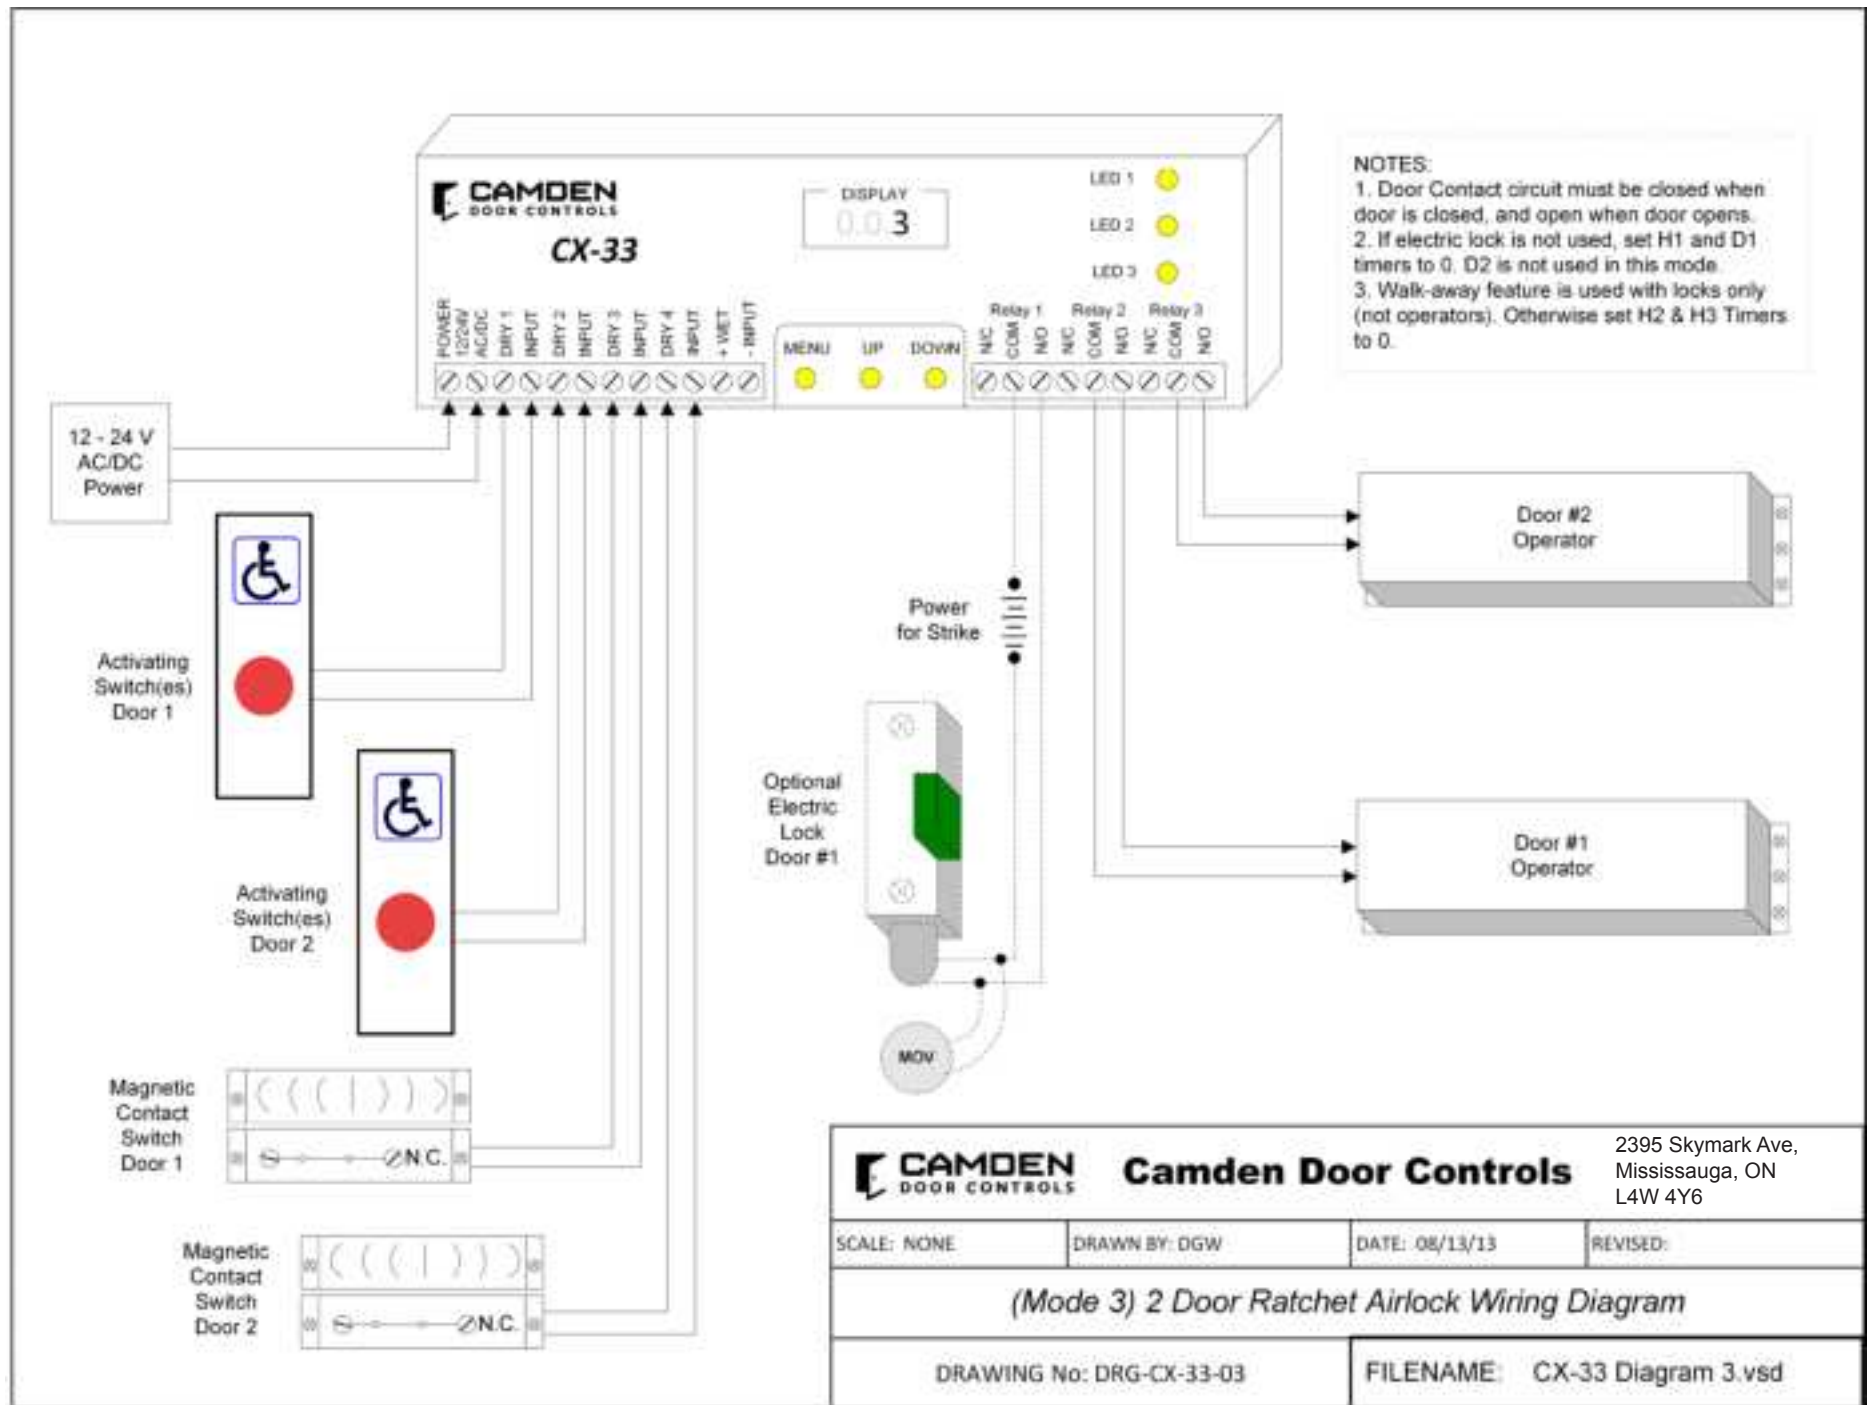 CAMDEN
DOOR CONTROLS
CX-33
DISPLAY
0.0.3
LED 1
LED 2
LED 3
POWER
12/24V
AC/DC
DRY 1
INPUT
DRY 2
INPUT
DRY 3
INPUT
DRY 4
INPUT
+ WET
- INPUT
MENU UP DOWN
Relay 1 Relay 2 Relay 3
N/C COM N/O N/C COM N/O N/C COM N/O
NOTES:
1. Door Contact circuit must be closed when
door is closed, and open when door opens.
2. If electric lock is not used, set H1 and D1
timers to 0. D2 is not used in this mode.
3. Walk-away feature is used with locks only
(not operators). Otherwise set H2 & H3 Timers
to 0.
12 - 24 V
AC/DC
Power
Activating
Switch(es)
Door 1
Activating
Switch(es)
Door 2
Magnetic
Contact
Switch
Door 1
N.C.
Magnetic
Contact
Switch
Door 2
N.C.
Power
for Strike
Optional
Electric
Lock
Door #1
MOV
Door #2
Operator
Door #1
Operator
CAMDEN
DOOR CONTROLS
Camden Door Controls
2395 Skymark Ave,
Mississauga, ON
L4W 4Y6
SCALE: NONE
DRAWN BY: DGW
DATE: 08/13/13
REVISED:
(Mode 3) 2 Door Ratchet Airlock Wiring Diagram
DRAWING No: DRG-CX-33-03
FILENAME: CX-33 Diagram 3.vsd